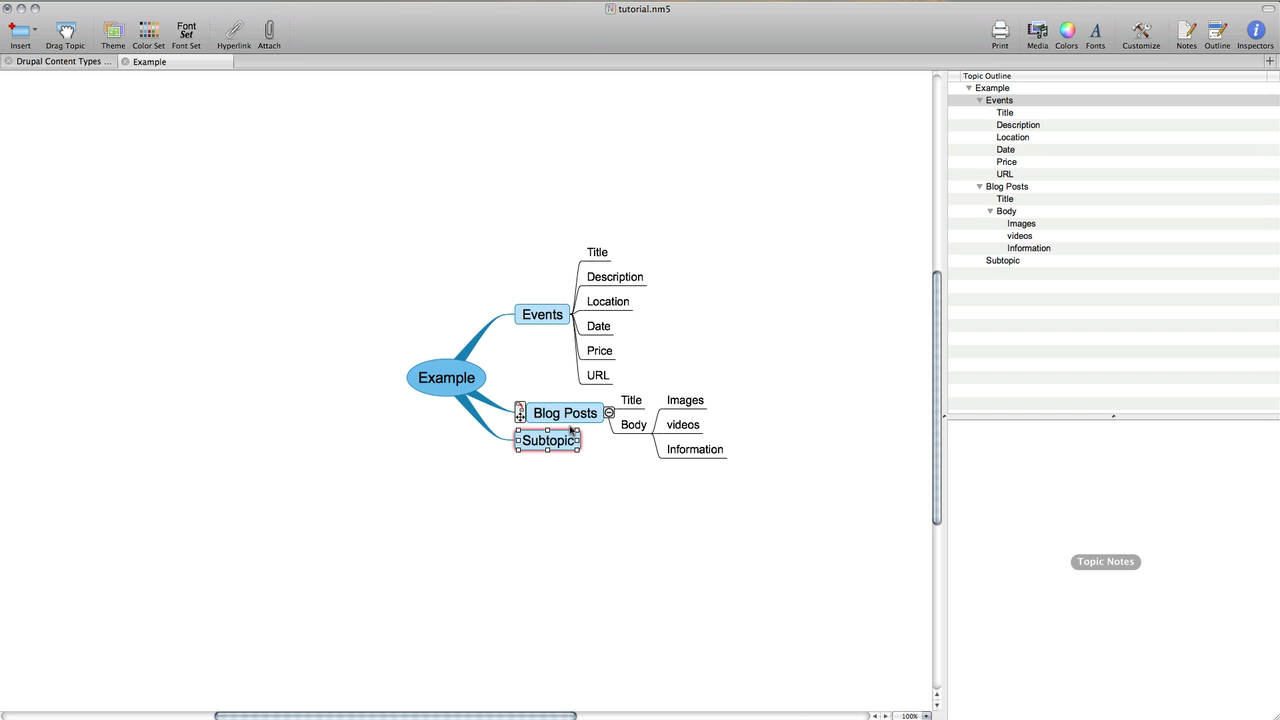 tutorial.nm5
Insert
Drag Topic
Theme
Color Set
Font
Set
Font Set
Hyperlink
Attach
Print
Media
Colors
Fonts
Customize
Notes
Outline
Inspectors
Drupal Content Types ...
Example
Topic Outline
Example
Events
Title
Description
Location
Date
Price
URL
Blog Posts
Title
Body
Images
videos
Information
Subtopic
Example
Events
Title
Description
Location
Date
Price
URL
Blog Posts
Title
Body
Images
videos
Information
Subtopic
Topic Notes
100%